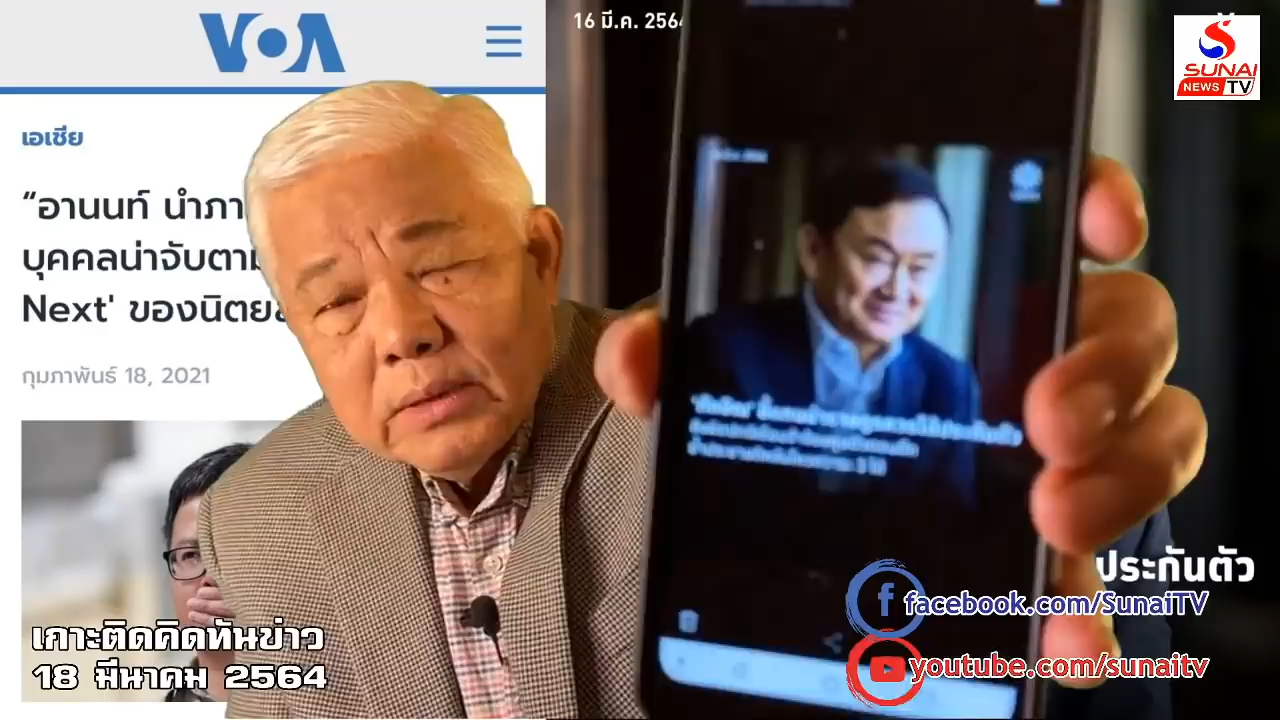 VOA
16 มี.ค. 2564
SUNAI
NEWS TV
เอเชีย
“อานนท์ นำภา
บุคคลน่าจับตาม
Next' ของนิตยส
กุมภาพันธ์ 18, 2021
ประกันตัว
facebook.com/SunaiTV
youtube.com/sunaitv
เกาะติดคิดทันข่าว
18 มีนาคม 2564